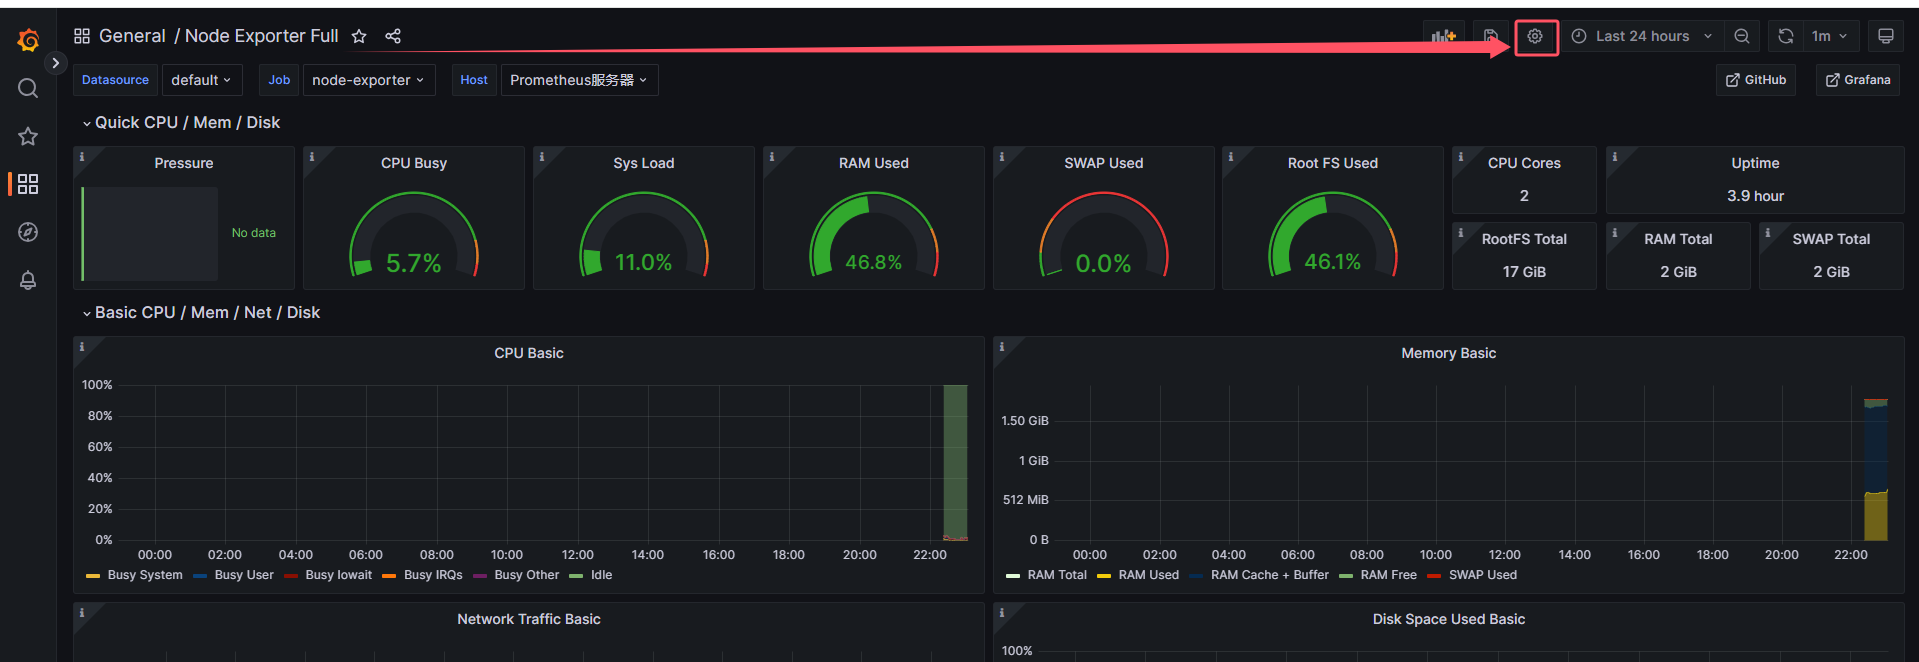 General / Node Exporter Full
Last 24 hours
1m
Datasource default
Job node-exporter
Host Prometheus服务器
GitHub
Grafana
Quick CPU / Mem / Disk
Pressure
No data
CPU Busy
5.7%
Sys Load
11.0%
RAM Used
46.8%
SWAP Used
0.0%
Root FS Used
46.1%
CPU Cores
2
Uptime
3.9 hour
RootFS Total
17 GiB
RAM Total
2 GiB
SWAP Total
2 GiB
Basic CPU / Mem / Net / Disk
CPU Basic
100%
80%
60%
40%
20%
0%
00:00 02:00 04:00 06:00 08:00 10:00 12:00 14:00 16:00 18:00 20:00 22:00
Busy System Busy User Busy Iowait Busy IRQs Busy Other Idle
Memory Basic
1.50 GiB
1 GiB
512 MiB
0 B
00:00 02:00 04:00 06:00 08:00 10:00 12:00 14:00 16:00 18:00 20:00 22:00
RAM Total RAM Used RAM Cache + Buffer RAM Free SWAP Used
Network Traffic Basic
Disk Space Used Basic
100%